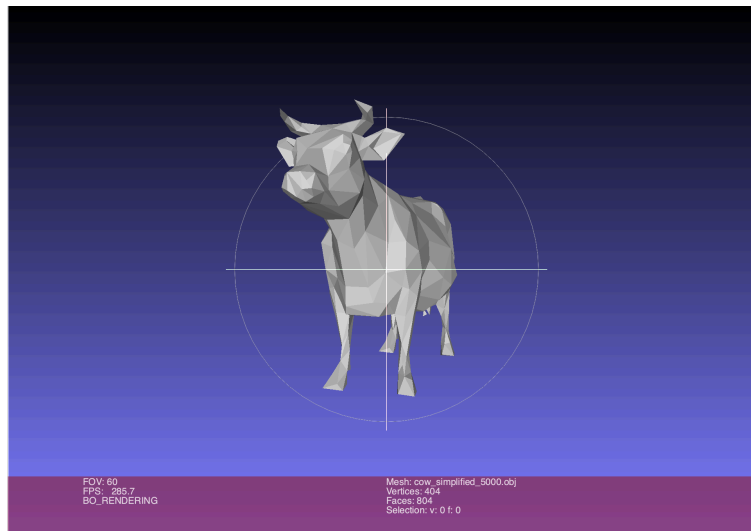 FOV: 60
FPS: 285.7
BO_RENDERING
Mesh: cow_simplified_5000.obj
Vertices: 404
Faces: 804
Selection: v: 0 f: 0